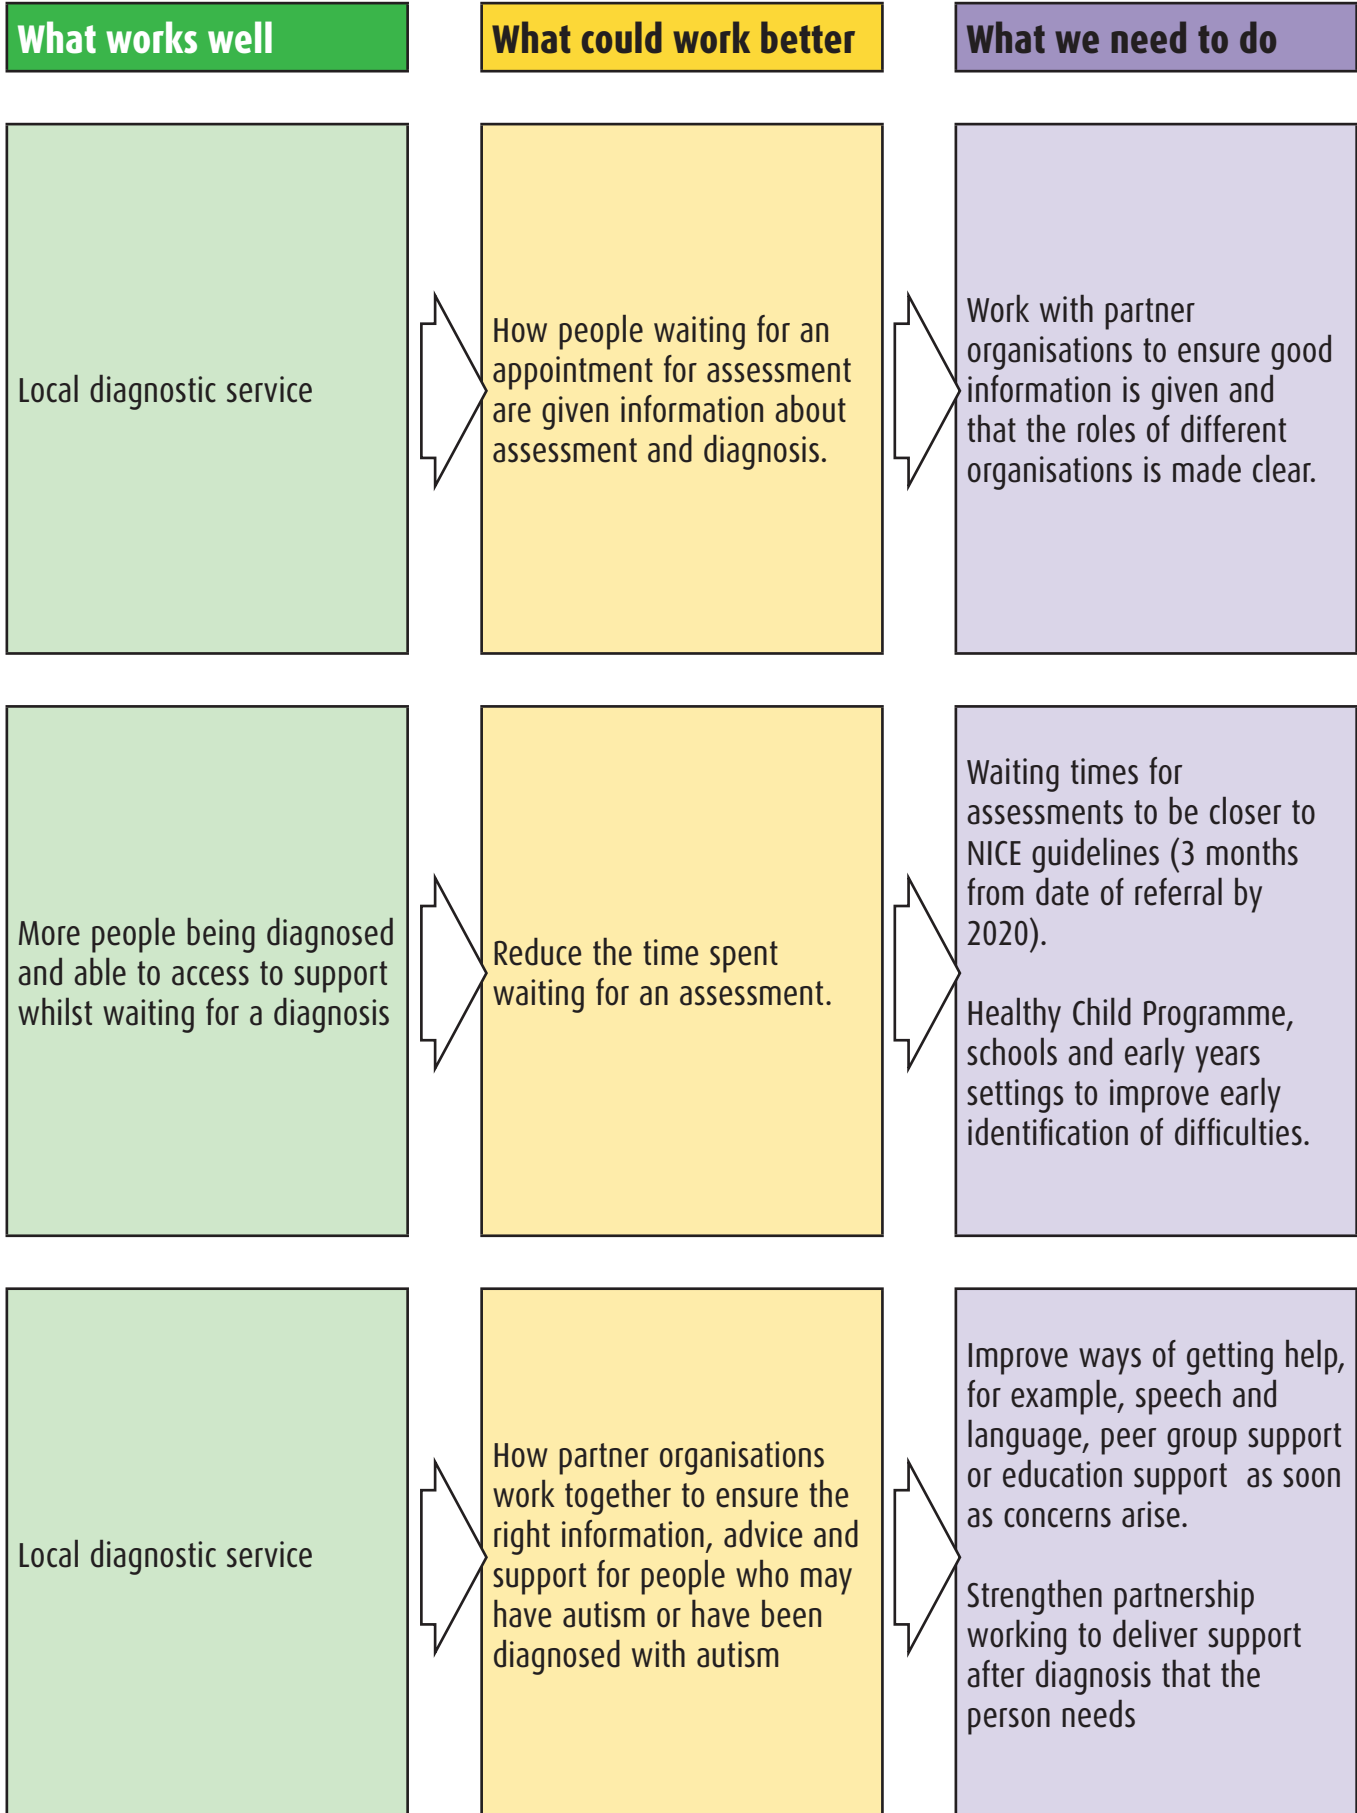 What works well
What could work better
What we need to do
Local diagnostic service
How people waiting for an
appointment for assessment
are given information about
assessment and diagnosis.
Work with partner
organisations to ensure good
information is given and
that the roles of different
organisations is made clear.
More people being diagnosed
and able to access to support
whilst waiting for a diagnosis
Reduce the time spent
waiting for an assessment.
Waiting times for
assessments to be closer to
NICE guidelines (3 months
from date of referral by
2020).
Healthy Child Programme,
schools and early years
settings to improve early
identification of difficulties.
Local diagnostic service
How partner organisations
work together to ensure the
right information, advice and
support for people who may
have autism or have been
diagnosed with autism
Improve ways of getting help,
for example, speech and
language, peer group support
or education support  as soon
as concerns arise.
Strengthen partnership
working to deliver support
after diagnosis that the
person needs